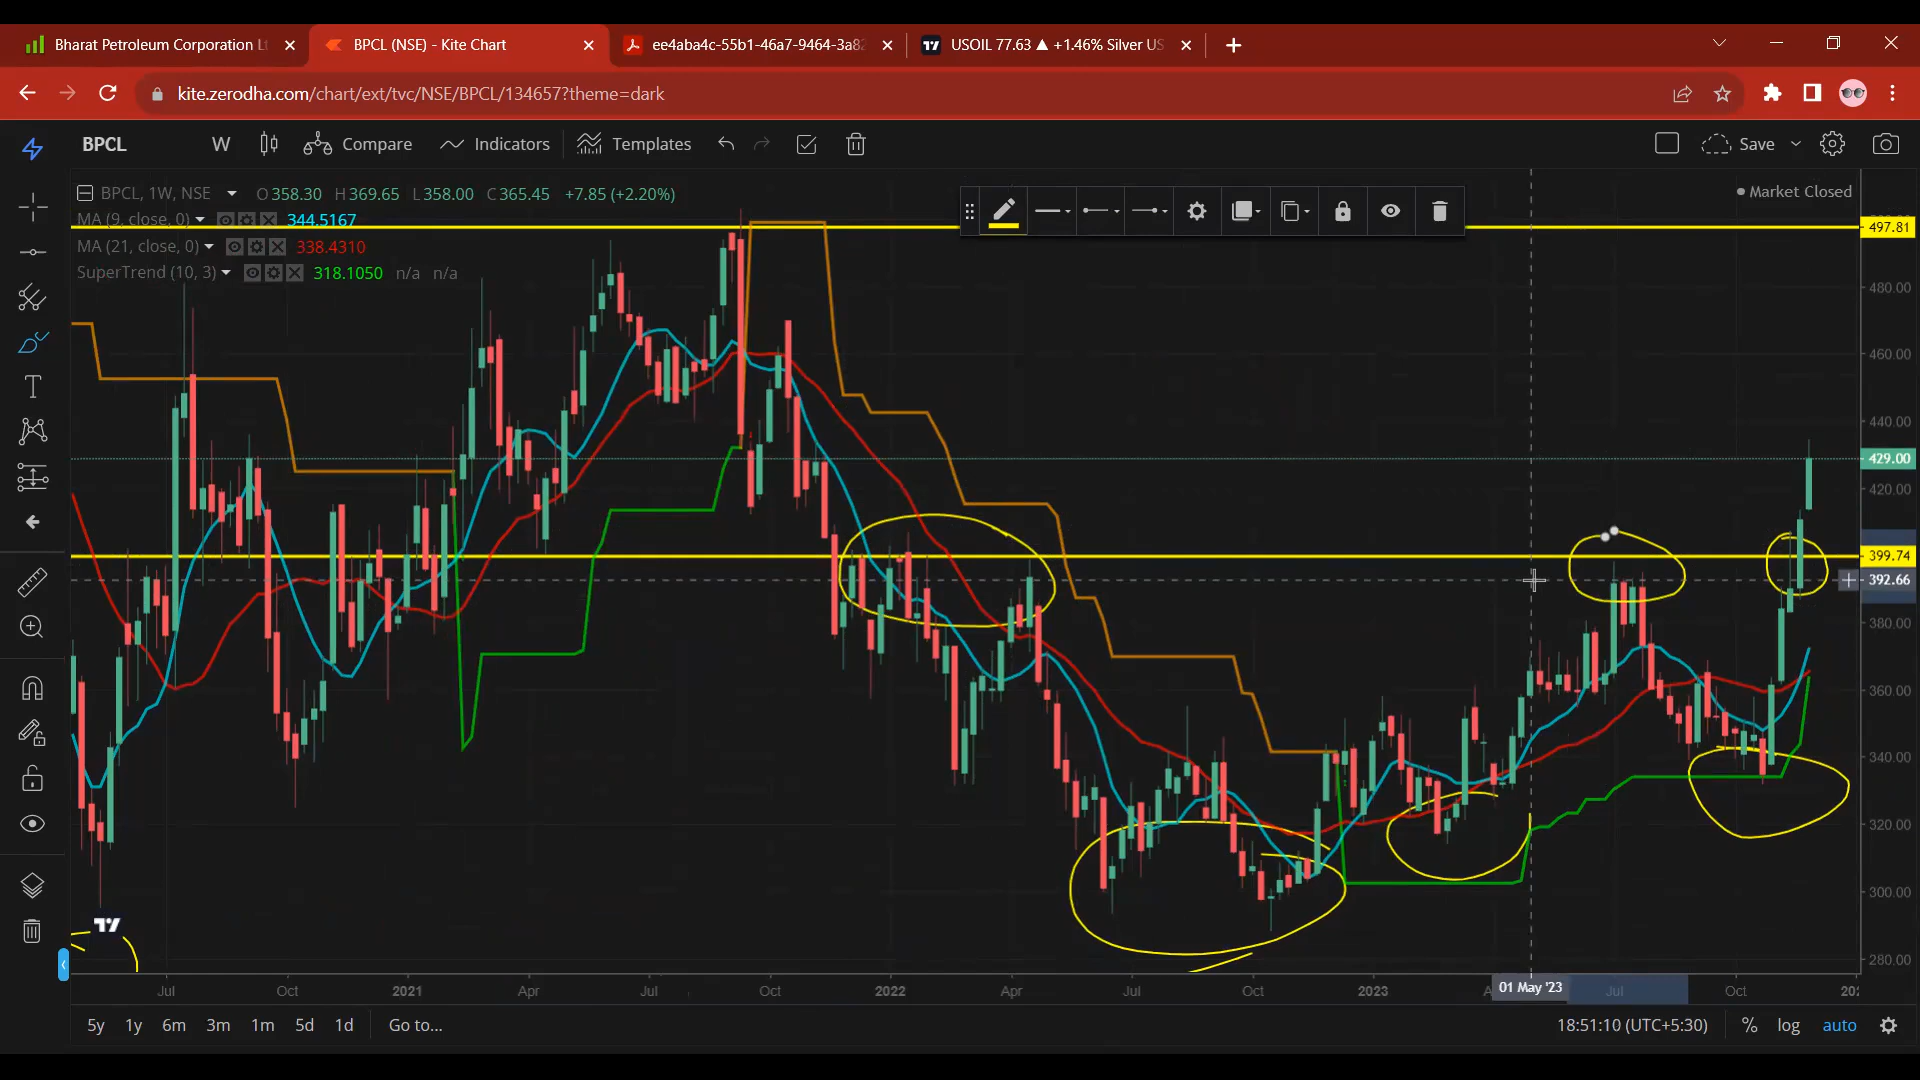 Bharat Petroleum Corporation Lt
BPCL (NSE) - Kite Chart
ee4aba4c-55b1-46a7-9464-3a82
USOIL 77.63 ▲ +1.46% Silver US
kite.zerodha.com/chart/ext/tvc/NSE/BPCL/134657?theme=dark
BPCL W Compare Indicators Templates Save
BPCL, 1W, NSE O358.30 H369.65 L358.00 C365.45 +7.85 (+2.20%)
Market Closed
MA (9, close, 0) 344.5167
MA (21, close, 0) 338.4310
SuperTrend (10, 3) 318.1050 n/a n/a
497.81
480.00
460.00
440.00
429.00
420.00
399.74
392.66
380.00
360.00
340.00
320.00
300.00
280.00
Jul Oct 2021 Apr Jul Oct 2022 Apr Jul Oct 2023 01 May '23 Jul Oct
5y 1y 6m 3m 1m 5d 1d Go to... 18:51:10 (UTC+5:30) % log auto